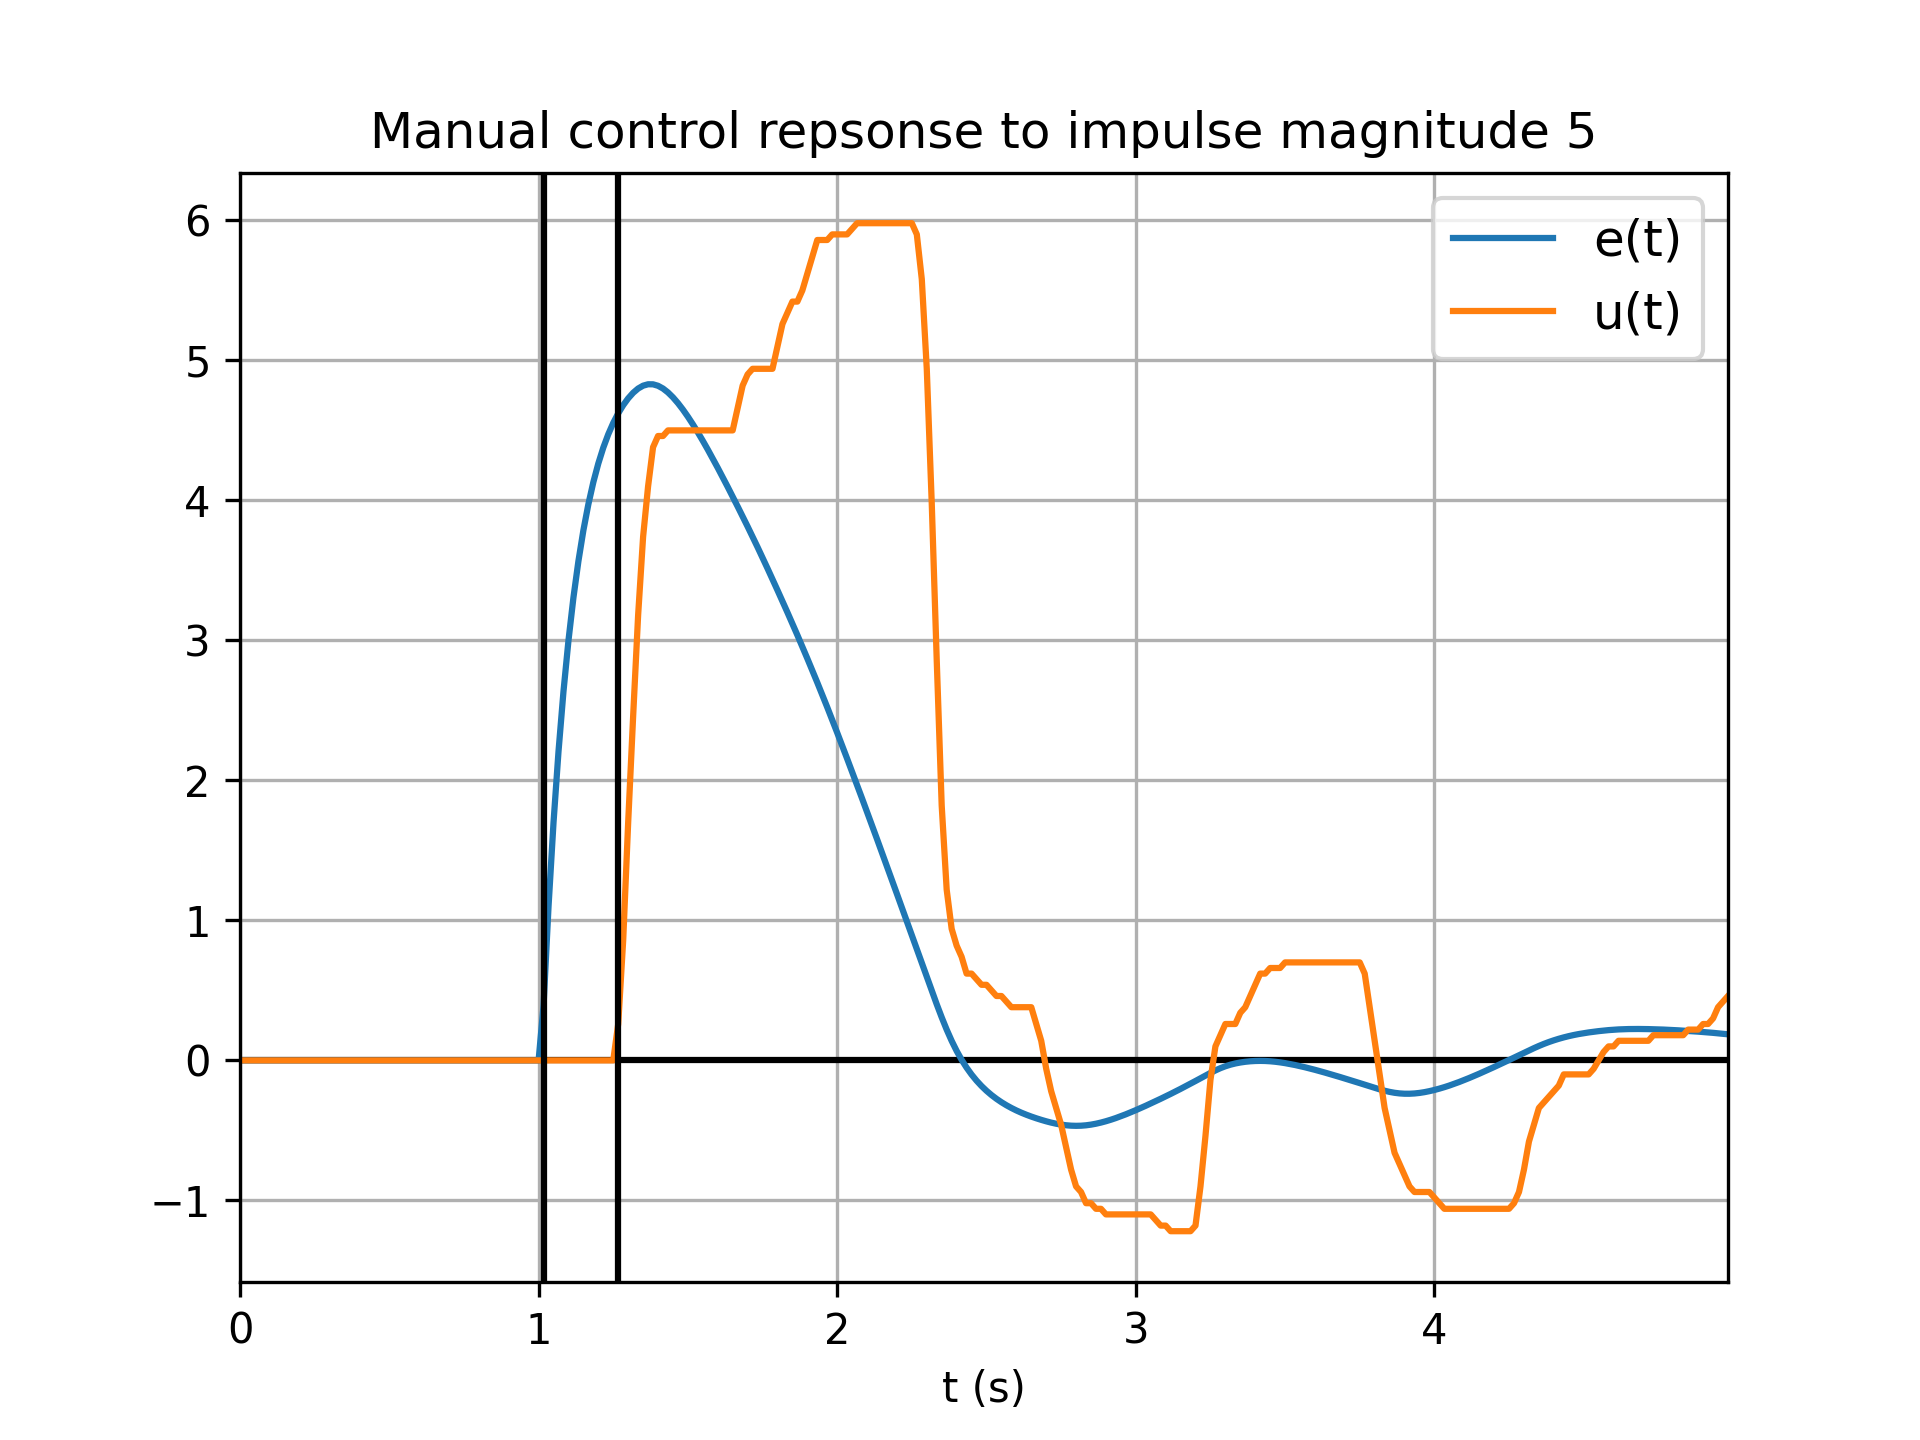 Manual control repsonse to impulse magnitude 5
e(t)
u(t)
6
5
4
3
2
1
0
−1
0 1 2 3 4
t (s)